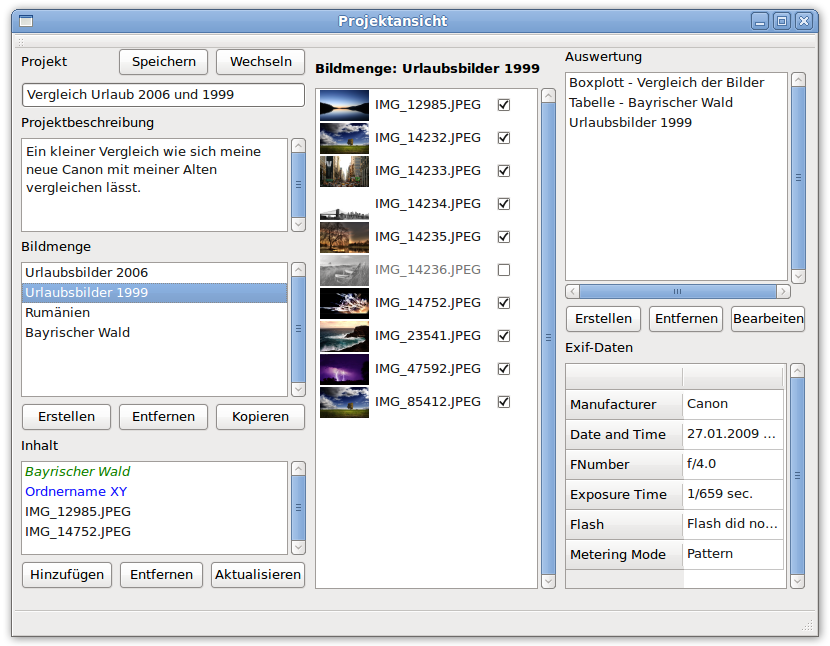 Projektansicht
Projekt
Speichern
Wechseln
Vergleich Urlaub 2006 und 1999
Projektbeschreibung
Ein kleiner Vergleich wie sich meine
neue Canon mit meiner Alten
vergleichen lässt.
Bildmenge
Urlaubsbilder 2006
Urlaubsbilder 1999
Rumänien
Bayrischer Wald
Erstellen
Entfernen
Kopieren
Inhalt
Bayrischer Wald
Ordnername XY
IMG_12985.JPEG
IMG_14752.JPEG
Hinzufügen
Entfernen
Aktualisieren
Bildmenge: Urlaubsbilder 1999
IMG_12985.JPEG
IMG_14232.JPEG
IMG_14233.JPEG
IMG_14234.JPEG
IMG_14235.JPEG
IMG_14236.JPEG
IMG_14752.JPEG
IMG_23541.JPEG
IMG_47592.JPEG
IMG_85412.JPEG
Auswertung
Boxplott - Vergleich der Bilder
Tabelle - Bayrischer Wald
Urlaubsbilder 1999
Erstellen
Entfernen
Bearbeiten
Exif-Daten
Manufacturer Canon
Date and Time 27.01.2009 ...
FNumber f/4.0
Exposure Time 1/659 sec.
Flash Flash did no...
Metering Mode Pattern